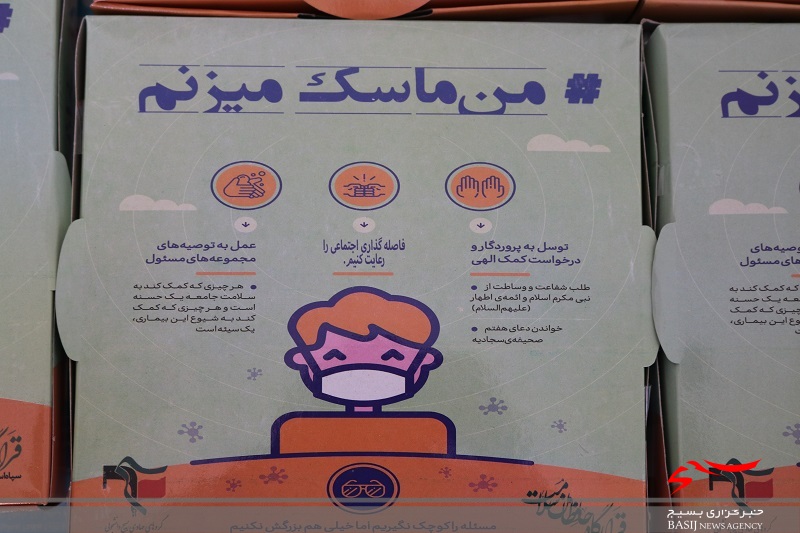 # من ماسک میزنم
توسل به پروردگار و
درخواست کمک الهی
طلب شفاعت و وساطت از
نبی مکرم اسلام و ائمه‌ی اطهار
(علیهم‌السلام)
خواندن دعای هفتم
صحیفه‌ی سجادیه
فاصله گذاری اجتماعی را
رعایت کنیم.
عمل به توصیه‌های
مجموعه‌های مسئول
هر چیزی که کمک کند به
سلامت جامعه یک حسنه
است و هر چیزی که کمک
کند به شیوع این بیماری،
یک سیئه است
مسئله را کوچک نگیریم اما خیلی هم بزرگش نکنیم
میزنم
#
خبرگزاری بسیج
BASIJ NEWS AGENCY